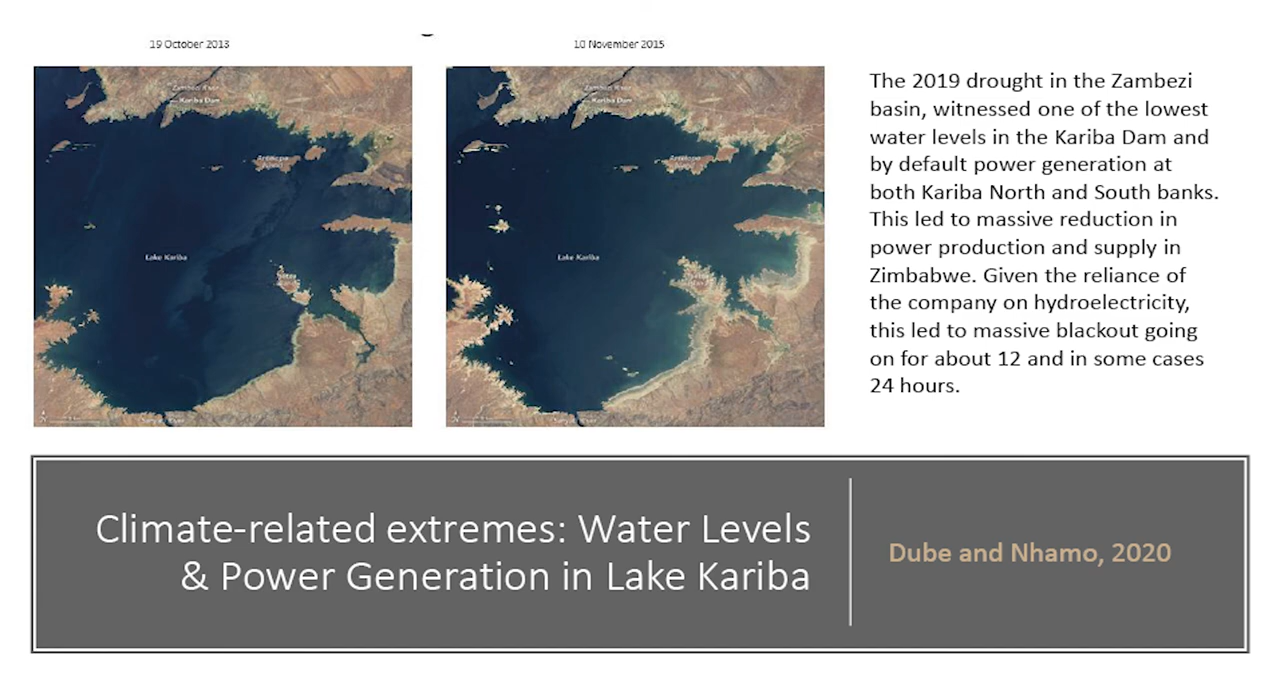 19 October 2013
10 November 2015
Kariba Dam
Lake Kariba
Kariba Dam
Lake Kariba
The 2019 drought in the Zambezi
basin, witnessed one of the lowest
water levels in the Kariba Dam and
by default power generation at
both Kariba North and South banks.
This led to massive reduction in
power production and supply in
Zimbabwe. Given the reliance of
the company on hydroelectricity,
this led to massive blackout going
on for about 12 and in some cases
24 hours.
Climate-related extremes: Water Levels
& Power Generation in Lake Kariba
Dube and Nhamo, 2020